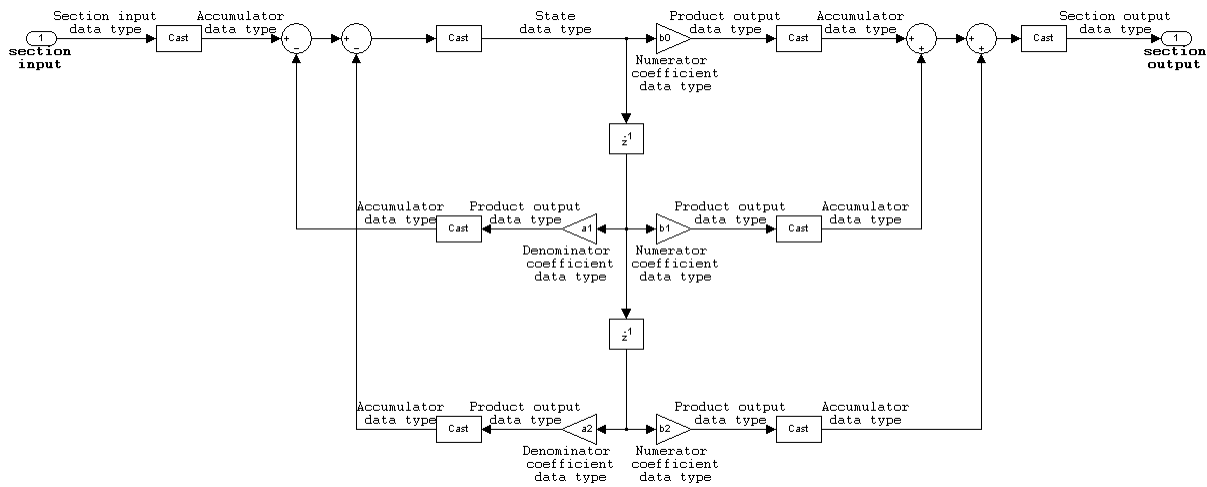 Section input
data type
Accumulator
data type
State
data type
Product output
data type
Accumulator
data type
Section output
data type
1
section
input
Cast
+
−
+
−
Cast
b0
Cast
+
+
+
+
Cast
1
section
output
Numerator
coefficient
data type
z-1
Accumulator
data type
Product output
data type
Product output
data type
Accumulator
data type
Cast
a1
b1
Cast
Denominator
coefficient
data type
Numerator
coefficient
data type
z-1
Accumulator
data type
Product output
data type
Product output
data type
Accumulator
data type
Cast
a2
b2
Cast
Denominator
coefficient
data type
Numerator
coefficient
data type